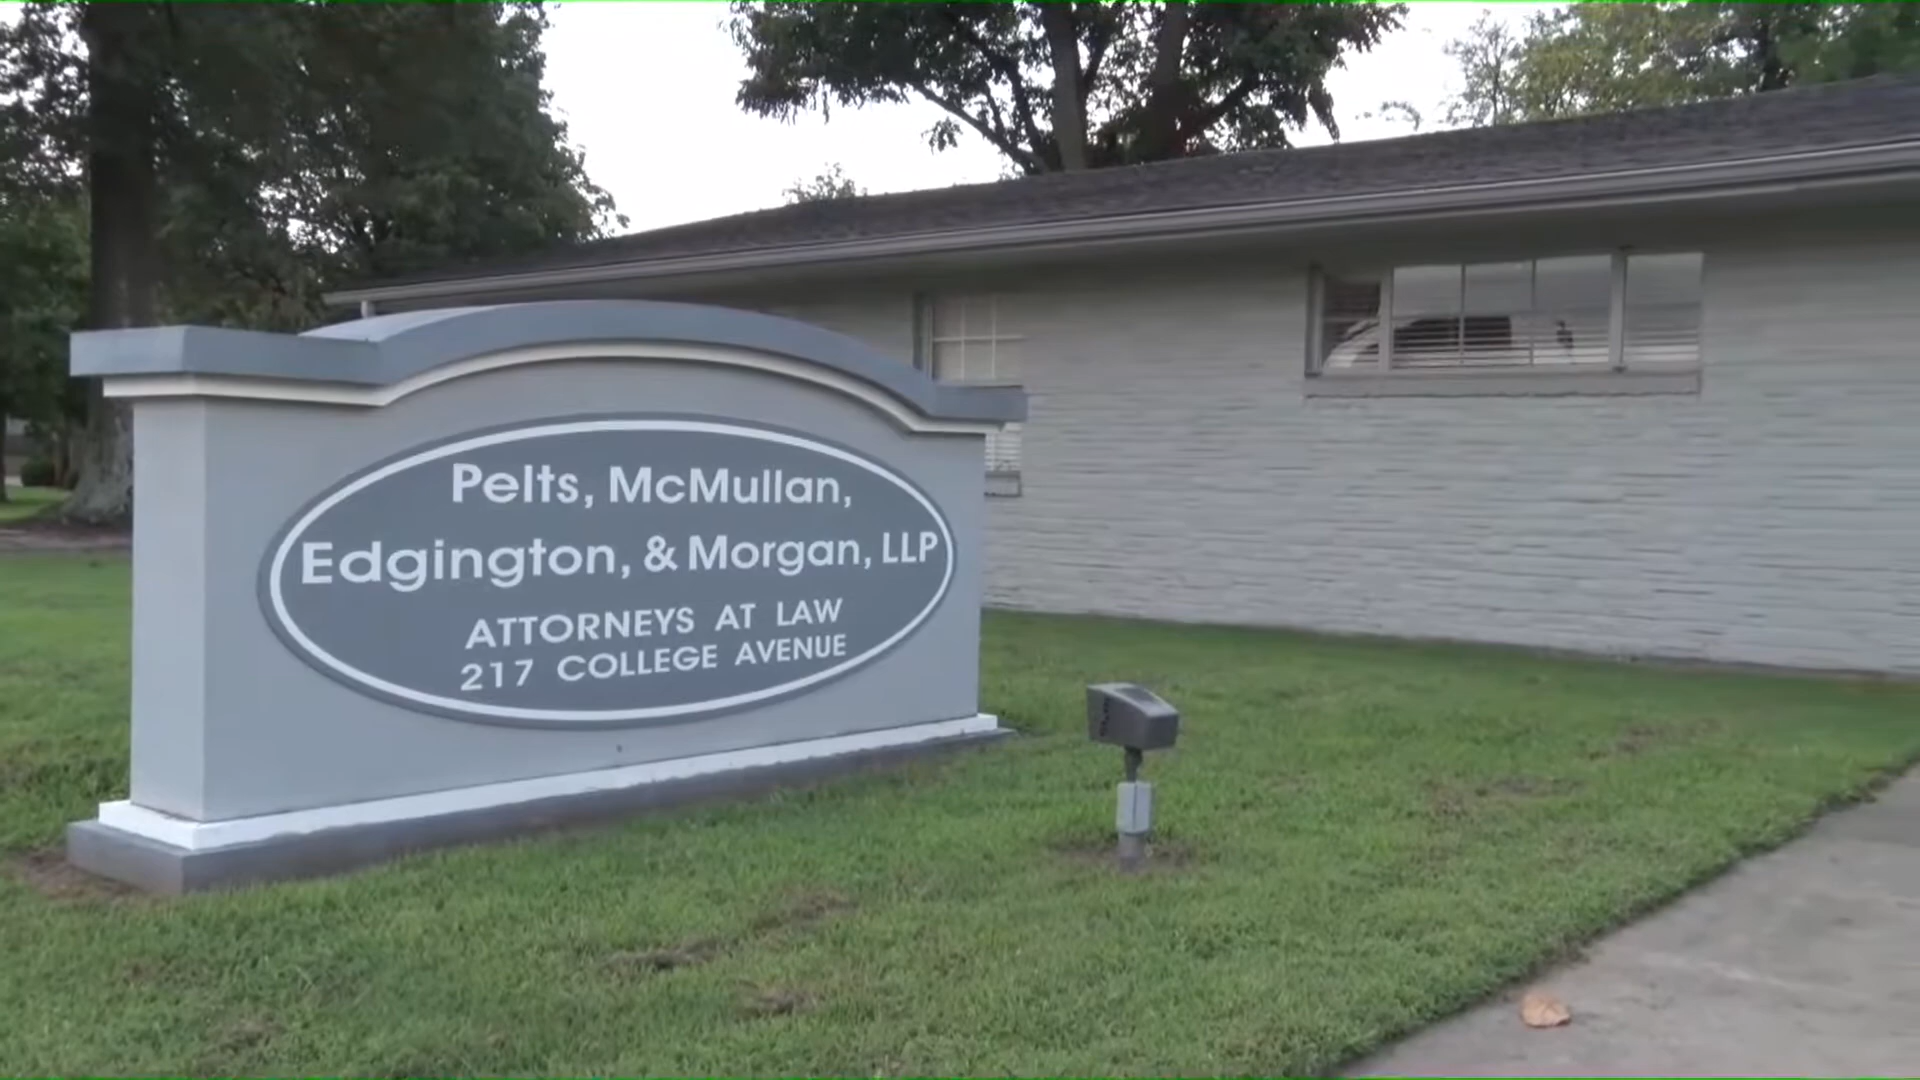 Pelts, McMullan,
Edgington, & Morgan, LLP
ATTORNEYS AT LAW
217 COLLEGE AVENUE